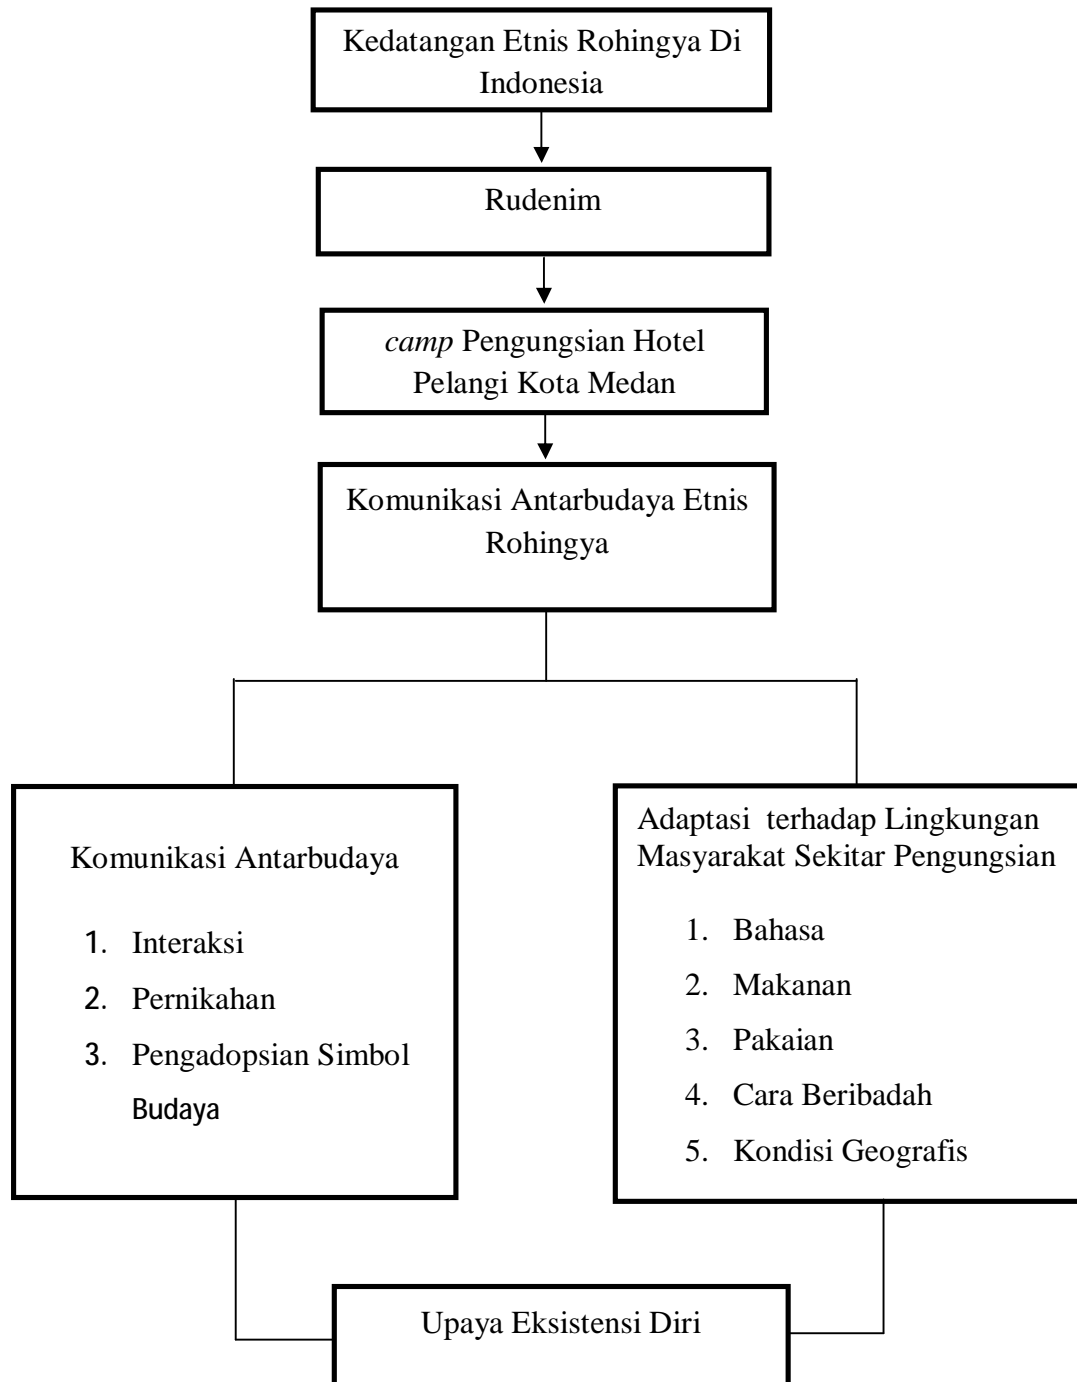 Kedatangan Etnis Rohingya Di
Indonesia
Rudenim
camp Pengungsian Hotel
Pelangi Kota Medan
Komunikasi Antarbudaya Etnis
Rohingya
Komunikasi Antarbudaya
1. Interaksi
2. Pernikahan
3. Pengadopsian Simbol
Budaya
Adaptasi terhadap Lingkungan
Masyarakat Sekitar Pengungsian
1. Bahasa
2. Makanan
3. Pakaian
4. Cara Beribadah
5. Kondisi Geografis
Upaya Eksistensi Diri